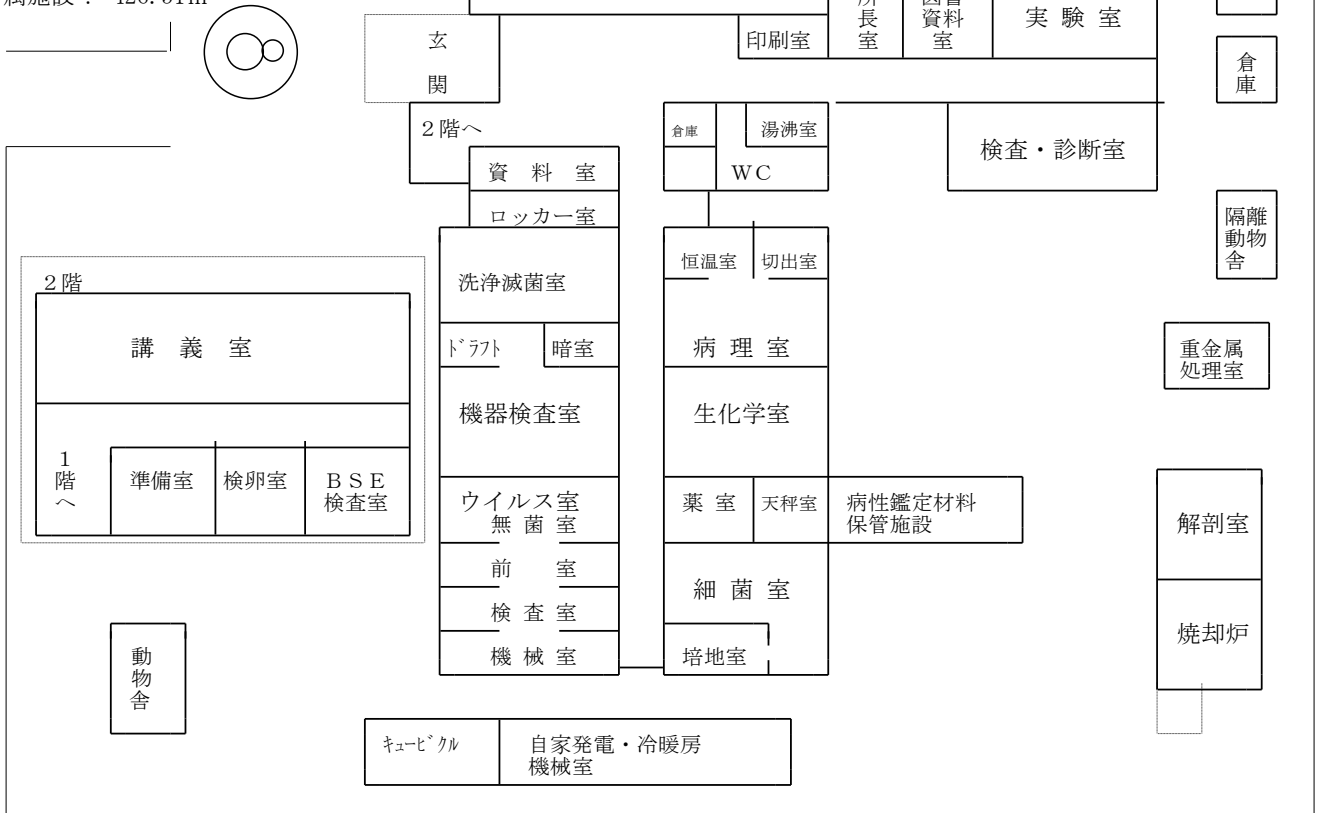 属施設： 426.51㎡
所長室
図書資料室
実験室
玄関
印刷室
倉庫
２階へ
倉庫
湯沸室
ＷＣ
検査・診断室
資料室
ロッカー室
隔離動物舎
洗浄滅菌室
恒温室
切出室
２階
講義室
ﾄﾞﾗﾌﾄ
暗室
病理室
重金属処理室
機器検査室
生化学室
１階へ
準備室
検卵室
ＢＳＥ
検査室
ウイルス室
無菌室
薬室
天秤室
病性鑑定材料
保管施設
解剖室
前室
細菌室
検査室
機械室
培地室
焼却炉
動物舎
ｷｭｰﾋﾞｸﾙ
自家発電・冷暖房
機械室